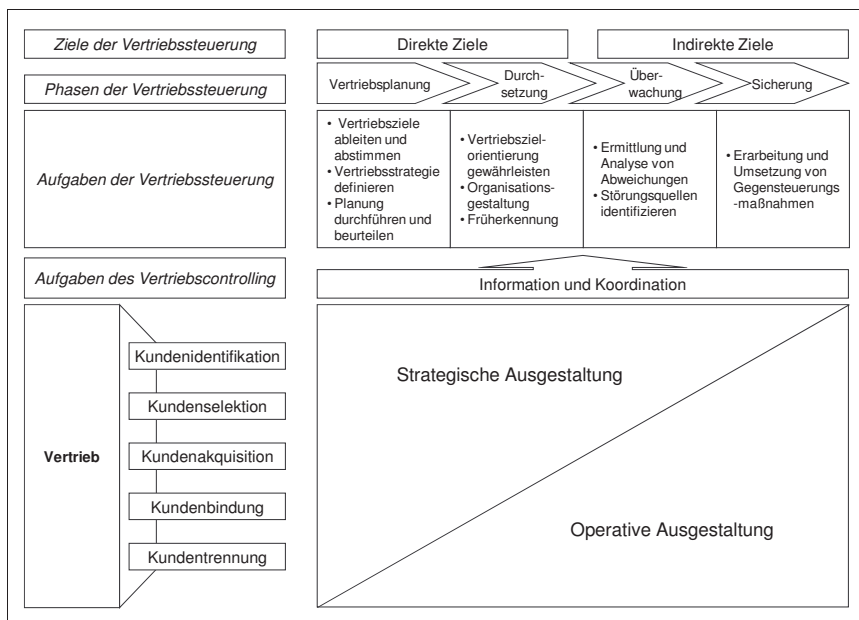 Ziele der Vertriebssteuerung
Direkte Ziele
Indirekte Ziele
Phasen der Vertriebssteuerung
Vertriebsplanung
Durch-
setzung
Über-
wachung
Sicherung
Aufgaben der Vertriebssteuerung
• Vertriebsziele
ableiten und
abstimmen
• Vertriebsstrategie
definieren
• Planung
durchführen und
beurteilen
• Vertriebsziel-
orientierung
gewährleisten
• Organisations-
gestaltung
• Früherkennung
• Ermittlung und
Analyse von
Abweichungen
• Störungsquellen
identifizieren
• Erarbeitung und
Umsetzung von
Gegensteuerungs
-maßnahmen
Aufgaben des Vertriebscontrolling
Information und Koordination
Vertrieb
Kundenidentifikation
Kundenselektion
Kundenakquisition
Kundenbindung
Kundentrennung
Strategische Ausgestaltung
Operative Ausgestaltung